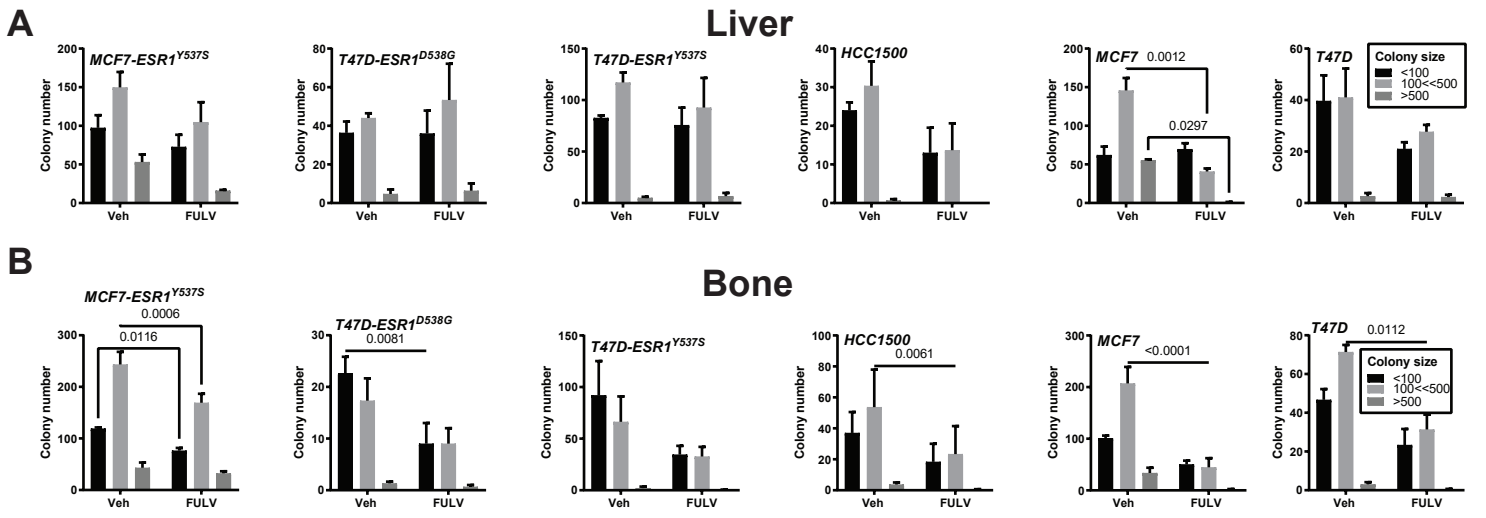 A
Liver
MCF7-ESR1Y537S
Colony number
200
150
100
50
0
Veh
FULV
T47D-ESR1D538G
Colony number
80
60
40
20
0
Veh
FULV
T47D-ESR1Y537S
Colony number
150
100
50
0
Veh
FULV
HCC1500
Colony number
40
30
20
10
0
Veh
FULV
MCF7
0.0012
0.0297
Colony number
200
150
100
50
0
Veh
FULV
T47D
Colony number
60
40
20
0
Veh
FULV
Colony size
<100
100<<500
>500
B
Bone
MCF7-ESR1Y537S
0.0006
0.0116
Colony number
300
200
100
0
Veh
FULV
T47D-ESR1D538G
0.0081
Colony number
30
20
10
0
Veh
FULV
T47D-ESR1Y537S
Colony number
150
100
50
0
Veh
FULV
HCC1500
0.0061
Colony number
100
80
60
40
20
0
Veh
FULV
MCF7
<0.0001
Colony number
300
200
100
0
Veh
FULV
T47D
0.0112
Colony number
80
60
40
20
0
Veh
FULV
Colony size
<100
100<<500
>500